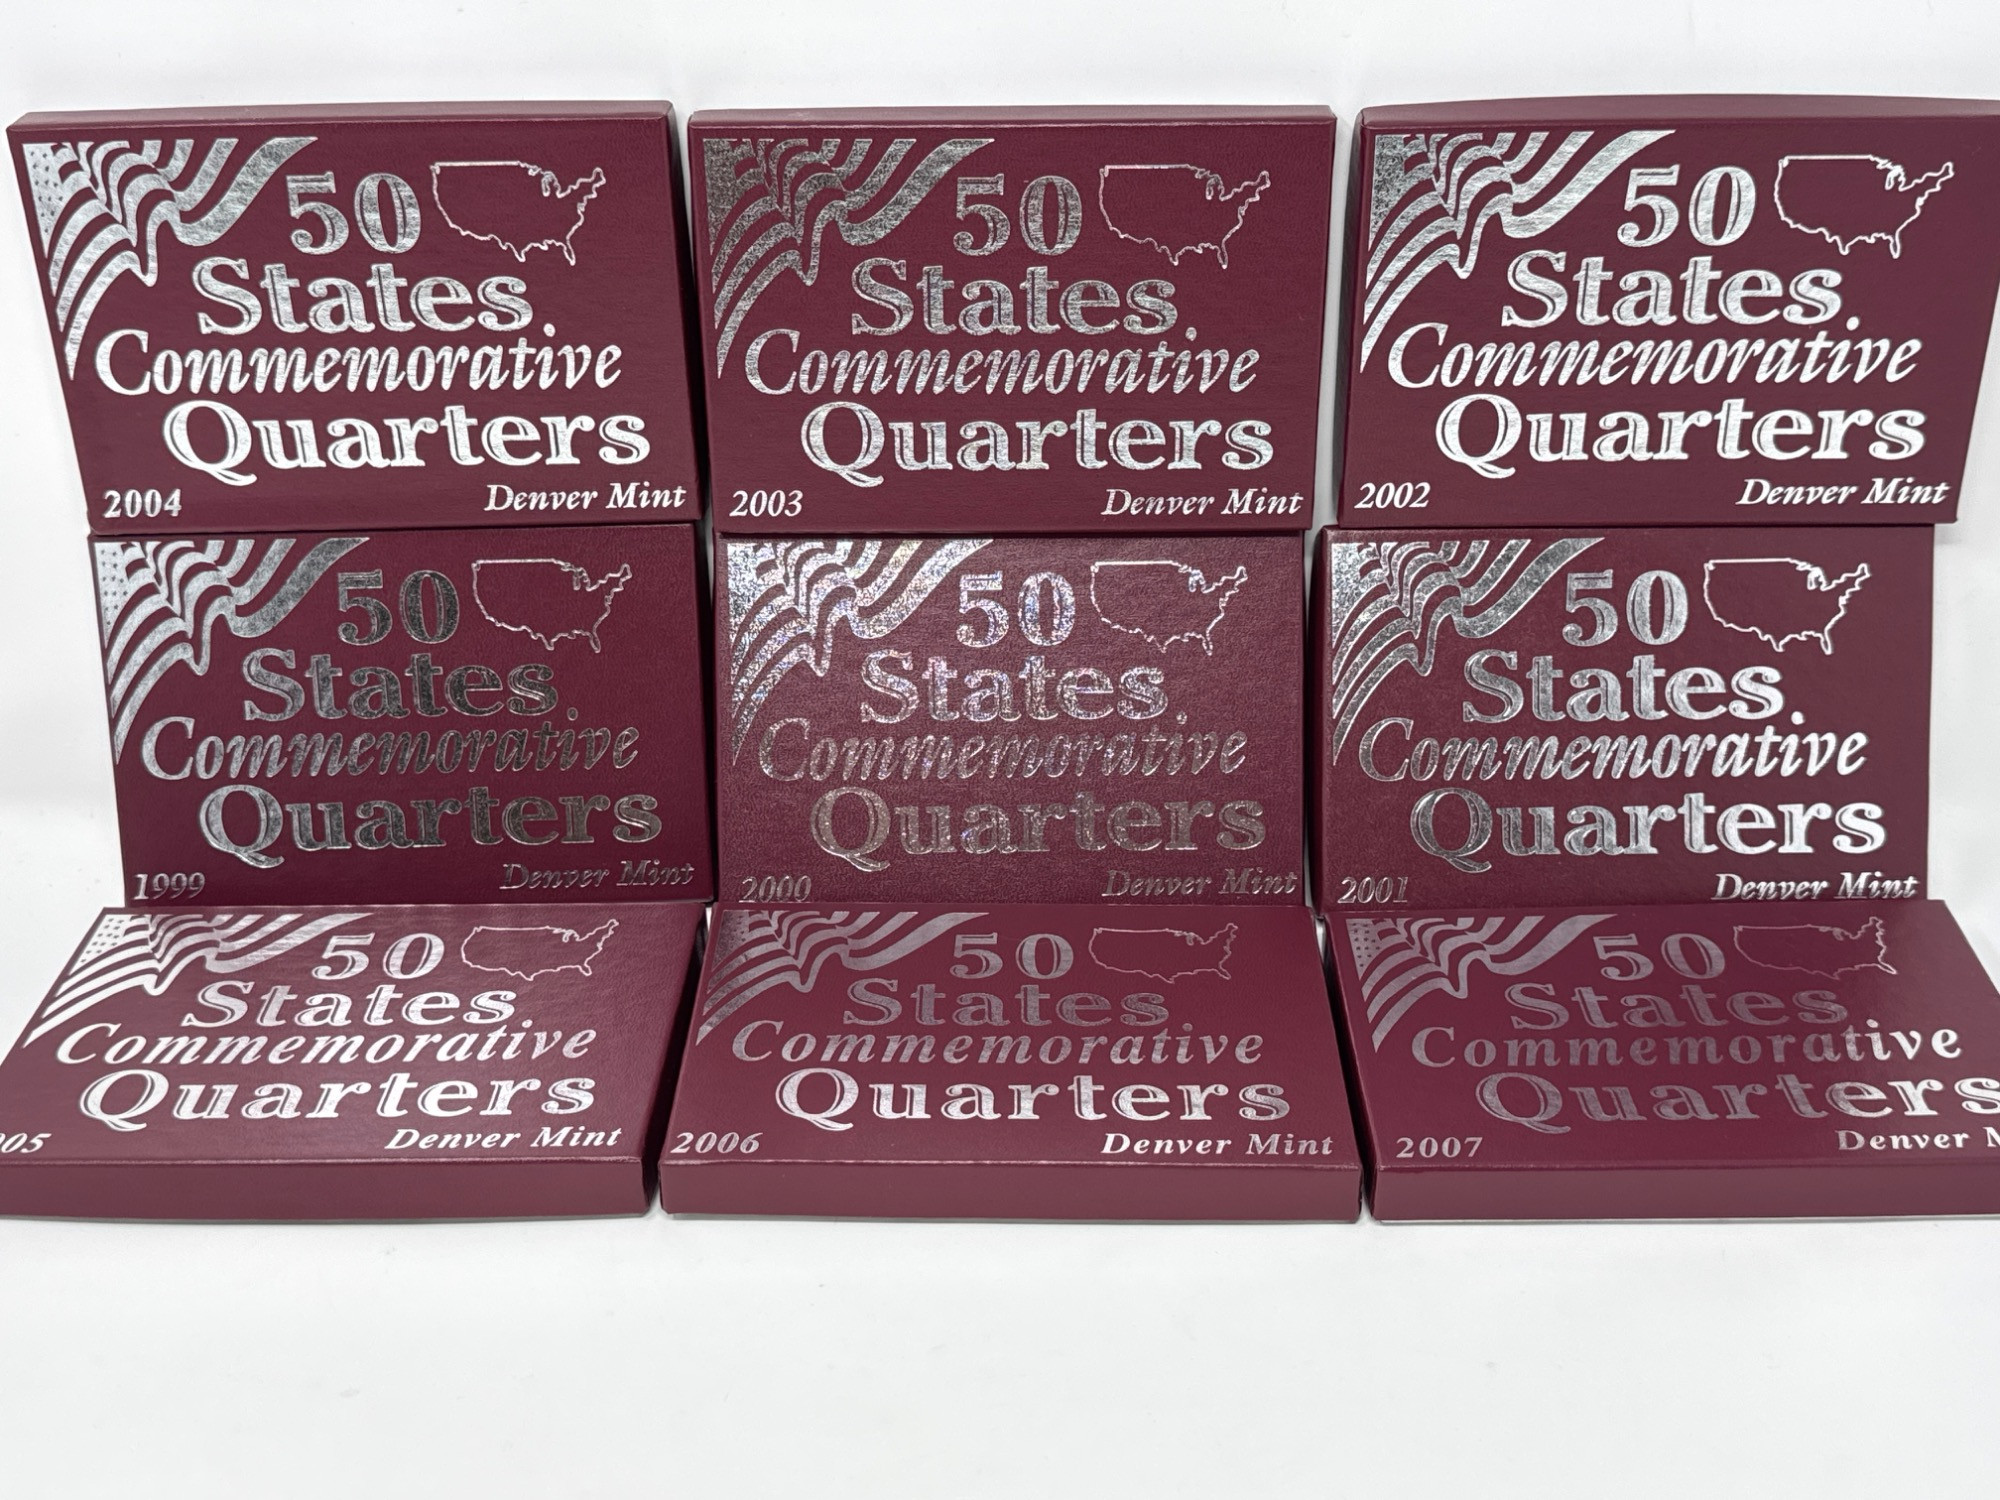 50
States
Commemorative
Quarters
2004 Denver Mint
50
States
Commemorative
Quarters
2003 Denver Mint
50
States
Commemorative
Quarters
2002 Denver Mint
50
States
Commemorative
Quarters
1999 Denver Mint
50
States
Commemorative
Quarters
2000 Denver Mint
50
States
Commemorative
Quarters
2001 Denver Mint
50
States
Commemorative
Quarters
05 Denver Mint
50
States
Commemorative
Quarters
2006 Denver Mint
50
States
Commemorative
Quarters
2007 Denver